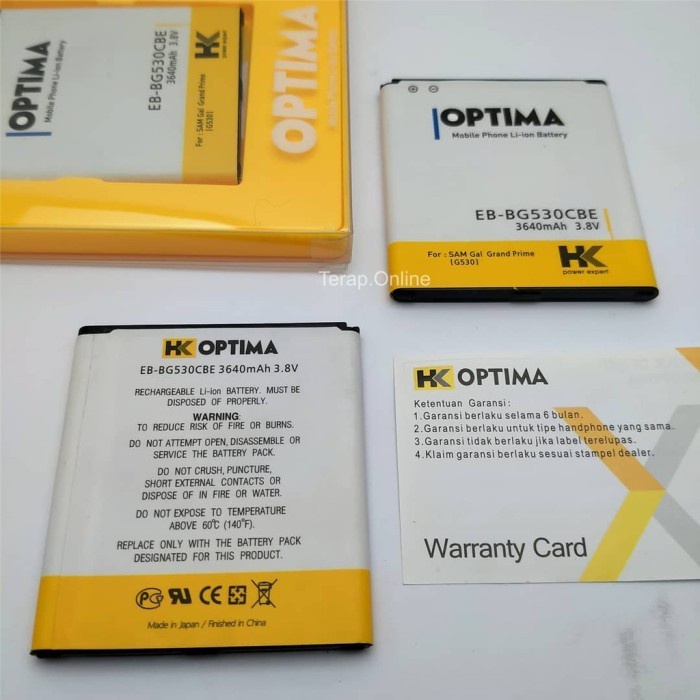 OPTIMA
Mobile Phone Li-ion Battery
EB-BG530CBE
3640mAh 3.8V
For : SAM Gal Grand Prime
[G530]
HK
power expert
OPTIMA
OPTIMA
Mobile Phone Li-ion Battery
EB-BG530CBE
3640mAh 3.8V
For : SAM Gal Grand Prime
[G530]
HK
power expert
Terap.Online
HK OPTIMA
EB-BG530CBE 3640mAh 3.8V
RECHARGEABLE Li-ion BATTERY. MUST BE
DISPOSED OF PROPERLY.
WARNING:
TO REDUCE RISK OF FIRE OR BURNS.
DO NOT ATTEMPT OPEN, DISASSEMBLE OR
SERVICE THE BATTERY PACK.
DO NOT CRUSH, PUNCTURE,
SHORT EXTERNAL CONTACTS OR
DISPOSE OF IN FIRE OR WATER.
DO NOT EXPOSE TO TEMPERATURE
ABOVE 60℃ (140°F).
REPLACE ONLY WITH THE BATTERY PACK
DESIGNATED FOR THIS PRODUCT.
CE
Made in Japan / Finished in China
HK OPTIMA
Ketentuan Garansi :
1.Garansi berlaku selama 6 bulan.
2.Garansi berlaku untuk tipe handphone yang sama.
3.Garansi tidak berlaku jika label terelupas.
4.Klaim garansi berlaku sesuai stampel dealer.
Warranty Card